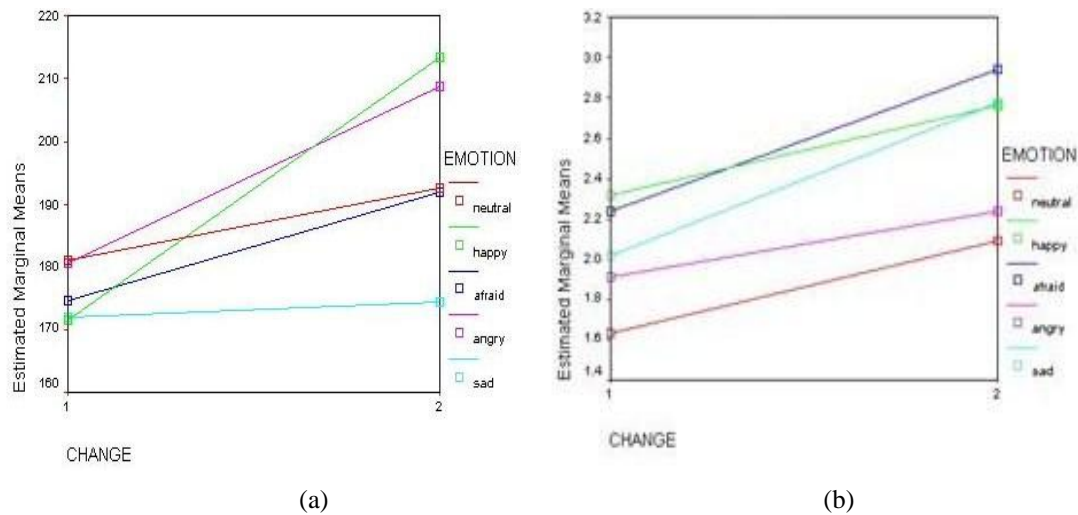 220
210
200
190
180
170
160
Estimated Marginal Means
1
2
CHANGE
EMOTION
neutral
happy
afraid
angry
sad
(a)
3.2
3.0
2.8
2.6
2.4
2.2
2.0
1.8
1.6
1.4
Estimated Marginal Means
1
2
CHANGE
EMOTION
neutral
happy
afraid
angry
sad
(b)